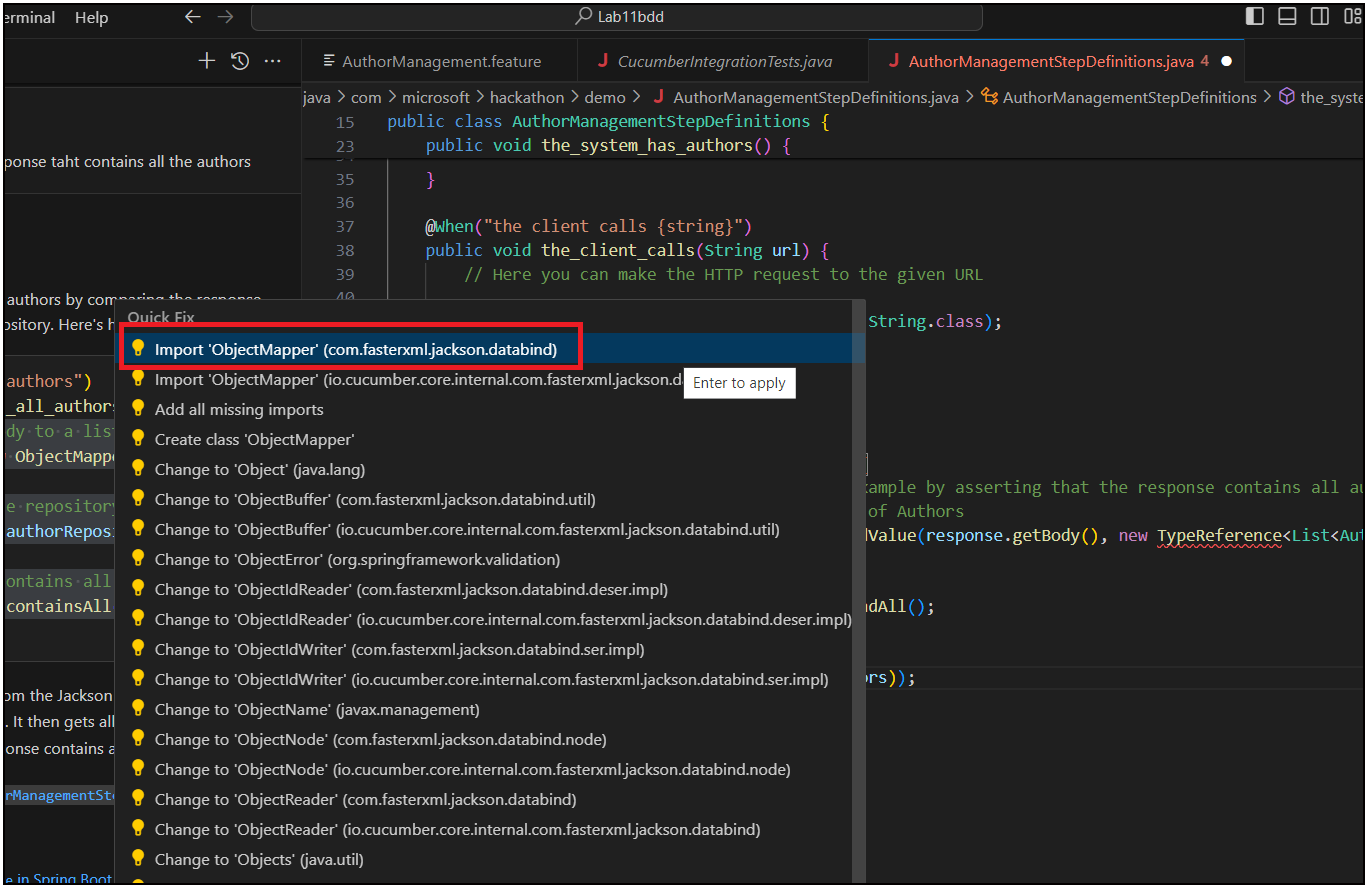 erminal Help Lab11bdd
AuthorManagement.feature CucumberIntegrationTests.java AuthorManagementStepDefinitions.java 4
java > com > microsoft > hackathon > demo > AuthorManagementStepDefinitions.java > AuthorManagementStepDefinitions > the_syste
15 public class AuthorManagementStepDefinitions {
23 public void the_system_has_authors() {
ponse taht contains all the authors
35 }
36
37 @When("the client calls {string}")
38 public void the_client_calls(String url) {
39 // Here you can make the HTTP request to the given URL
40
authors by comparing the response
ository. Here's h
String.class);
Quick Fix
Import 'ObjectMapper' (com.fasterxml.jackson.databind)
Import 'ObjectMapper' (io.cucumber.core.internal.com.fasterxml.jackson.da
Enter to apply
Add all missing imports
Create class 'ObjectMapper'
Change to 'Object' (java.lang)
Change to 'ObjectBuffer' (com.fasterxml.jackson.databind.util)
Change to 'ObjectBuffer' (io.cucumber.core.internal.com.fasterxml.jackson.databind.util)
Change to 'ObjectError' (org.springframework.validation)
Change to 'ObjectIdReader' (com.fasterxml.jackson.databind.deser.impl)
Change to 'ObjectIdReader' (io.cucumber.core.internal.com.fasterxml.jackson.databind.deser.impl)
Change to 'ObjectIdWriter' (com.fasterxml.jackson.databind.ser.impl)
Change to 'ObjectIdWriter' (io.cucumber.core.internal.com.fasterxml.jackson.databind.ser.impl)
Change to 'ObjectName' (javax.management)
Change to 'ObjectNode' (com.fasterxml.jackson.databind.node)
Change to 'ObjectNode' (io.cucumber.core.internal.com.fasterxml.jackson.databind.node)
Change to 'ObjectReader' (com.fasterxml.jackson.databind)
Change to 'ObjectReader' (io.cucumber.core.internal.com.fasterxml.jackson.databind)
Change to 'Objects' (java.util)
authors")
_all_authors
dy to a list
ObjectMappe
e repository
authorReposi
ontains all
containsAll
om the Jackson
. It then gets all
onse contains a
rManagementSte
e in Spring Boot
ample by asserting that the response contains all au
of Authors
dValue(response.getBody(), new TypeReference<List<Aut
ndAll();
ors));